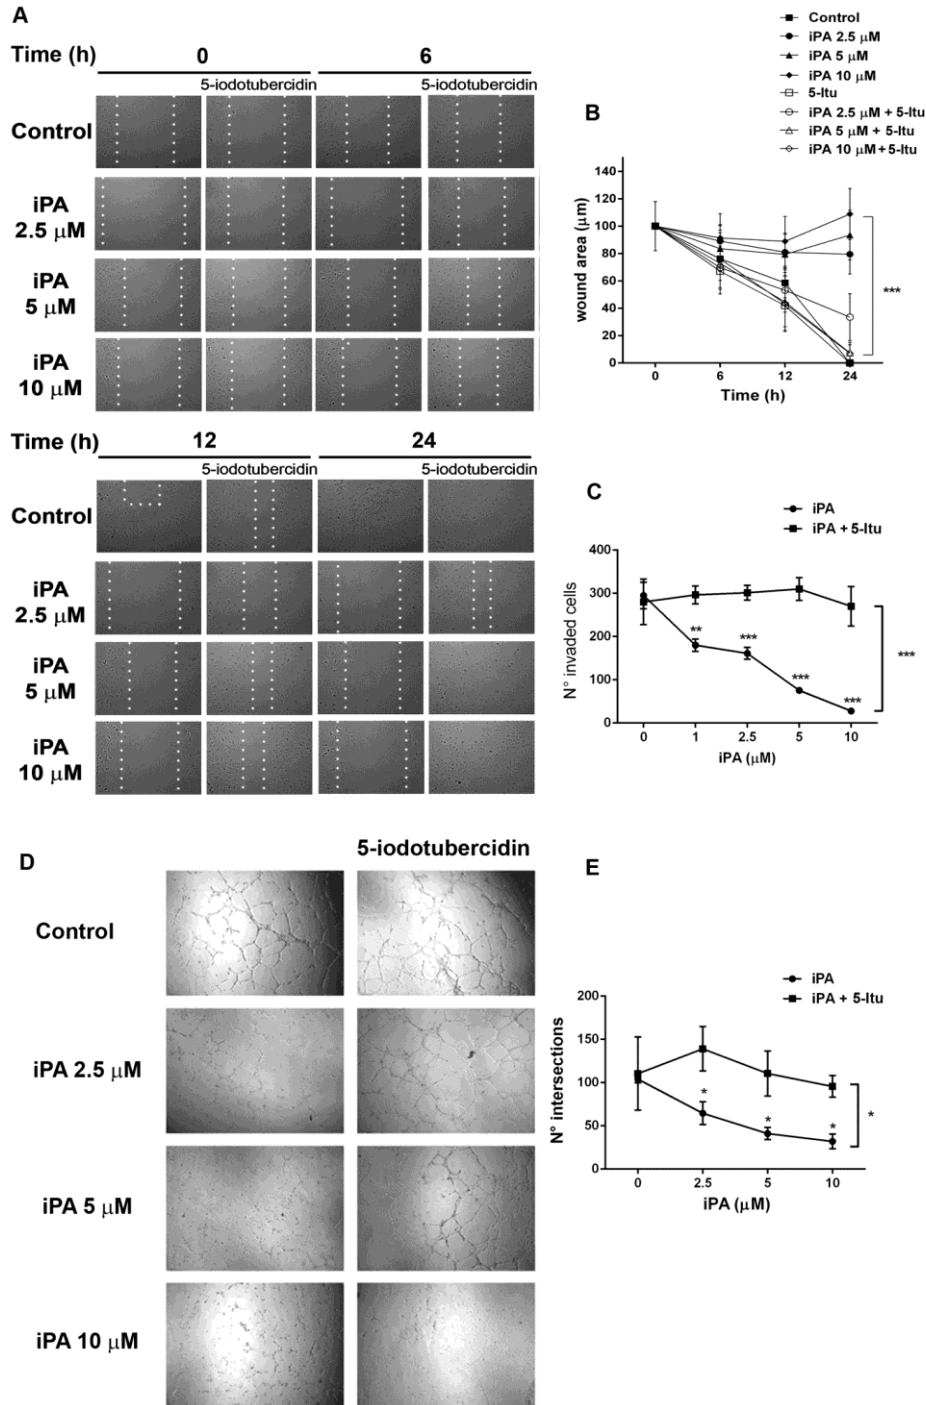 A
Time (h)
0
6
5-iodotubercidin
5-iodotubercidin
Control
iPA
2.5 μM
iPA
5 μM
iPA
10 μM
Time (h)
12
24
5-iodotubercidin
5-iodotubercidin
Control
iPA
2.5 μM
iPA
5 μM
iPA
10 μM
B
Control
iPA 2.5 μM
iPA 5 μM
iPA 10 μM
5-Itu
iPA 2.5 μM + 5-Itu
iPA 5 μM + 5-Itu
iPA 10 μM + 5-Itu
wound area (μm)
140
120
100
80
60
40
20
0
0
6
12
24
Time (h)
***
C
iPA
iPA + 5-Itu
N° invaded cells
400
300
200
100
0
**
***
***
***
***
0
1
2.5
5
10
iPA (μM)
D
5-iodotubercidin
Control
iPA 2.5 μM
iPA 5 μM
iPA 10 μM
E
iPA
iPA + 5-Itu
N° intersections
200
150
100
50
0
*
*
*
*
0
2.5
5
10
iPA (μM)